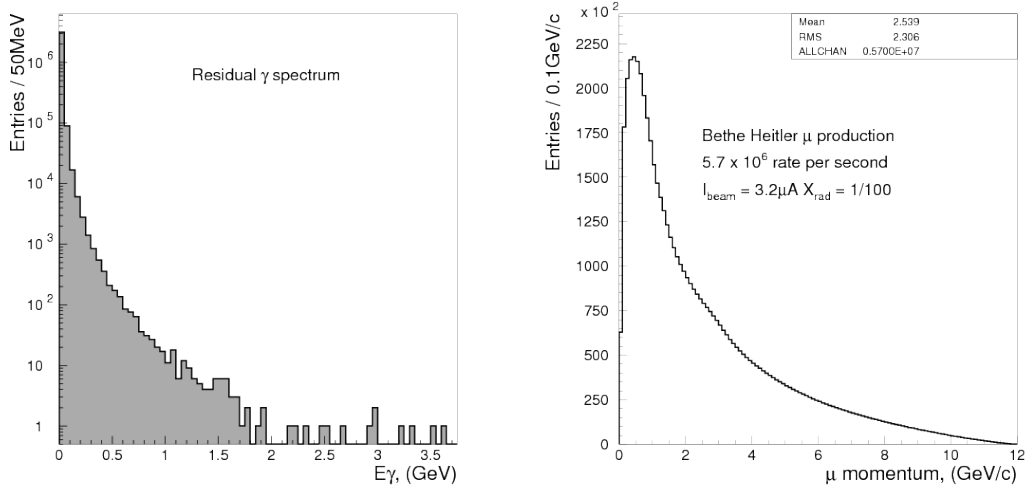 Entries / 50MeV
10 6
10 5
10 4
10 3
10 2
10
1
Residual γ spectrum
0 0.5 1 1.5 2 2.5 3 3.5
Eγ, (GeV)
x 10 2
Entries / 0.1GeV/c
2250
2000
1750
1500
1250
1000
750
500
250
0
Mean 2.539
RMS 2.306
ALLCHAN 0.5700E+07
Bethe Heitler μ production
5.7 x 10⁶ rate per second
Ibeam = 3.2μA Xrad = 1/100
0 2 4 6 8 10 12
μ momentum, (GeV/c)